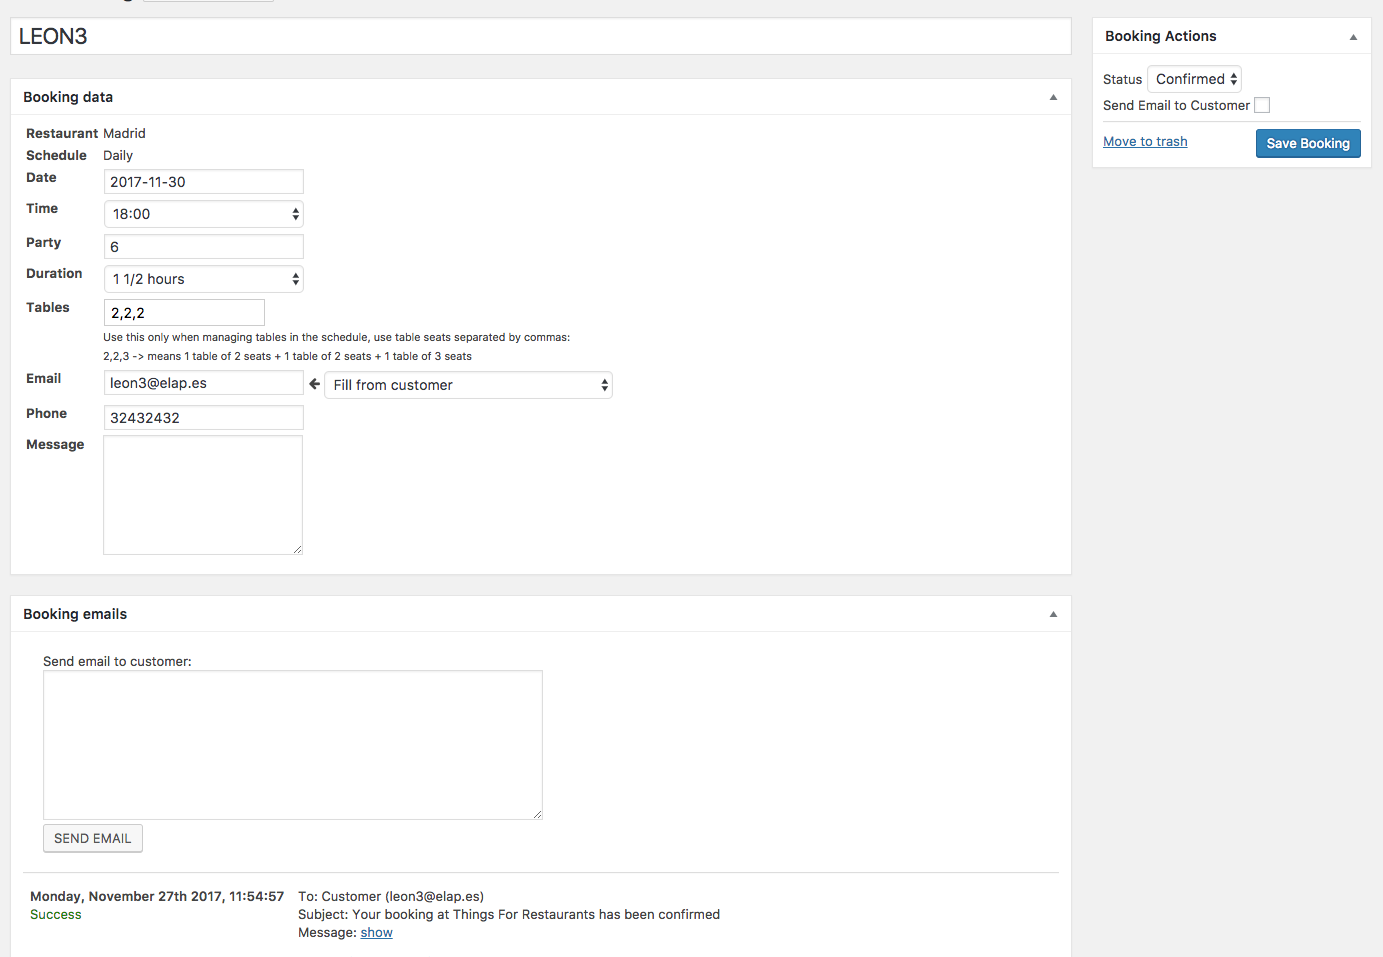 LEON3
Booking Actions
Status Confirmed
Send Email to Customer
Move to trash
Save Booking
Booking data
Restaurant Madrid
Schedule Daily
Date 2017-11-30
Time 18:00
Party 6
Duration 1 1/2 hours
Tables 2,2,2
Use this only when managing tables in the schedule, use table seats separated by commas:
2,2,3 -> means 1 table of 2 seats + 1 table of 2 seats + 1 table of 3 seats
Email leon3@elap.es Fill from customer
Phone 32432432
Message
Booking emails
Send email to customer:
SEND EMAIL
Monday, November 27th 2017, 11:54:57 To: Customer (leon3@elap.es)
Success Subject: Your booking at Things For Restaurants has been confirmed
Message: show